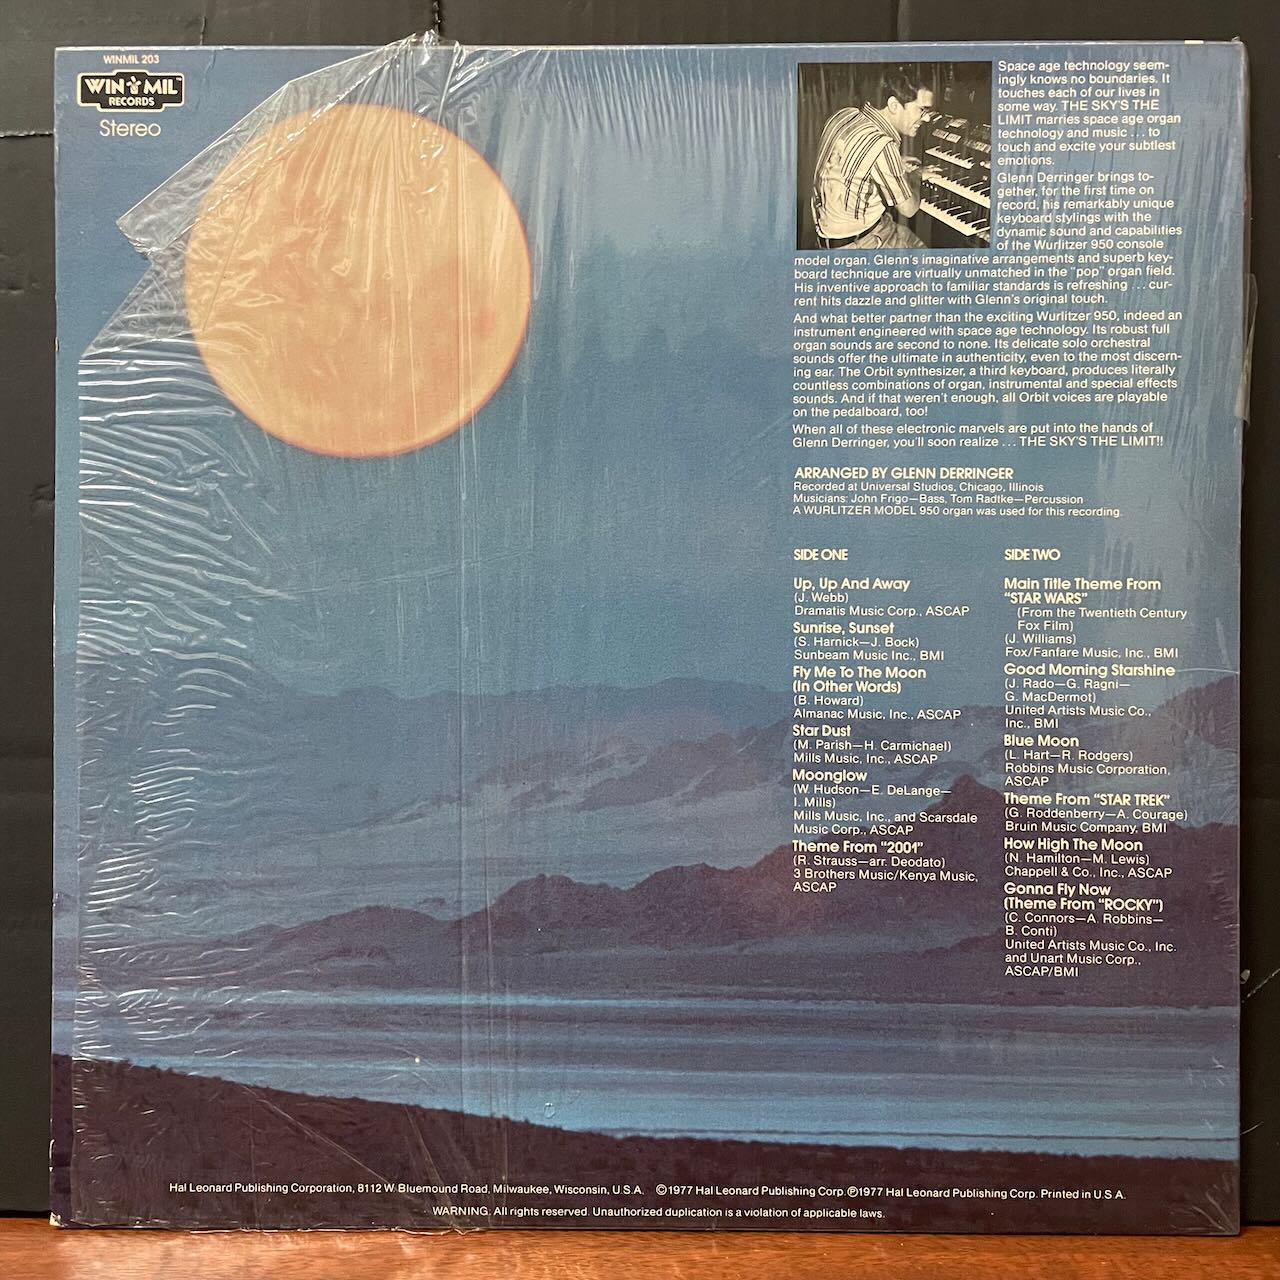 WINMIL 203
WIN MIL™
RECORDS
Stereo
Space age technology seem-
ingly knows no boundaries. It
touches each of our lives in
some way. THE SKY'S THE
LIMIT marries space age organ
technology and music ... to
touch and excite your subtlest
emotions.
Glenn Derringer brings to-
gether, for the first time on
record, his remarkably unique
keyboard stylings with the
dynamic sound and capabilities
of the Wurlitzer 950 console
model organ. Glenn's imaginative arrangements and superb key-
board technique are virtually unmatched in the "pop" organ field.
His inventive approach to familiar standards is refreshing ... cur-
rent hits dazzle and glitter with Glenn's original touch.
And what better partner than the exciting Wurlitzer 950, indeed an
instrument engineered with space age technology. Its robust full
organ sounds are second to none. Its delicate solo orchestral
sounds offer the ultimate in authenticity, even to the most discern-
ing ear. The Orbit synthesizer, a third keyboard, produces literally
countless combinations of organ, instrumental and special effects
sounds. And if that weren't enough, all Orbit voices are playable
on the pedalboard, too!
When all of these electronic marvels are put into the hands of
Glenn Derringer, you'll soon realize ... THE SKY'S THE LIMIT!!
ARRANGED BY GLENN DERRINGER
Recorded at Universal Studios, Chicago, Illinois
Musicians: John Frigo—Bass, Tom Radtke—Percussion
A WURLITZER MODEL 950 organ was used for this recording.
SIDE ONE
Up, Up And Away
(J. Webb)
Dramatis Music Corp., ASCAP
Sunrise, Sunset
(S. Harnick—J. Bock)
Sunbeam Music Inc., BMI
Fly Me To The Moon
(In Other Words)
(B. Howard)
Almanac Music, Inc., ASCAP
Star Dust
(M. Parish—H. Carmichael)
Mills Music, Inc., ASCAP
Moonglow
(W. Hudson—E. DeLange—
I. Mills)
Mills Music, Inc., and Scarsdale
Music Corp., ASCAP
Theme From "2001"
(R. Strauss—arr. Deodato)
3 Brothers Music/Kenya Music,
ASCAP
SIDE TWO
Main Title Theme From
"STAR WARS"
(From the Twentieth Century
Fox Film)
(J. Williams)
Fox/Fanfare Music, Inc., BMI
Good Morning Starshine
(J. Rado—G. Ragni—
G. MacDermot)
United Artists Music Co.,
Inc., BMI
Blue Moon
(L. Hart—R. Rodgers)
Robbins Music Corporation,
ASCAP
Theme From "STAR TREK"
(G. Roddenberry—A. Courage)
Bruin Music Company, BMI
How High The Moon
(N. Hamilton—M. Lewis)
Chappell & Co., Inc., ASCAP
Gonna Fly Now
(Theme From "ROCKY")
(C. Connors—A. Robbins—
B. Conti)
United Artists Music Co., Inc.
and Unart Music Corp.,
ASCAP/BMI
Hal Leonard Publishing Corporation, 8112 W. Bluemound Road, Milwaukee, Wisconsin, U.S.A. ©1977 Hal Leonard Publishing Corp. ℗1977 Hal Leonard Publishing Corp. Printed in U.S.A.
WARNING: All rights reserved. Unauthorized duplication is a violation of applicable laws.